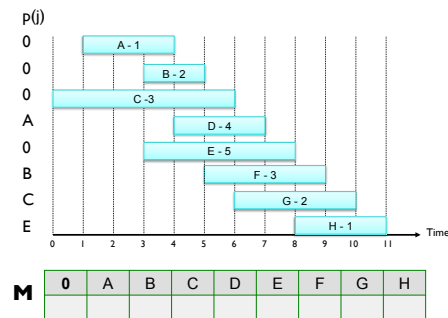 p(j)
0 A - 1
0 B - 2
0 C -3
A D - 4
0 E - 5
B F - 3
C G - 2
E H - 1
Time
0 1 2 3 4 5 6 7 8 9 10 11
M 0 A B C D E F G H